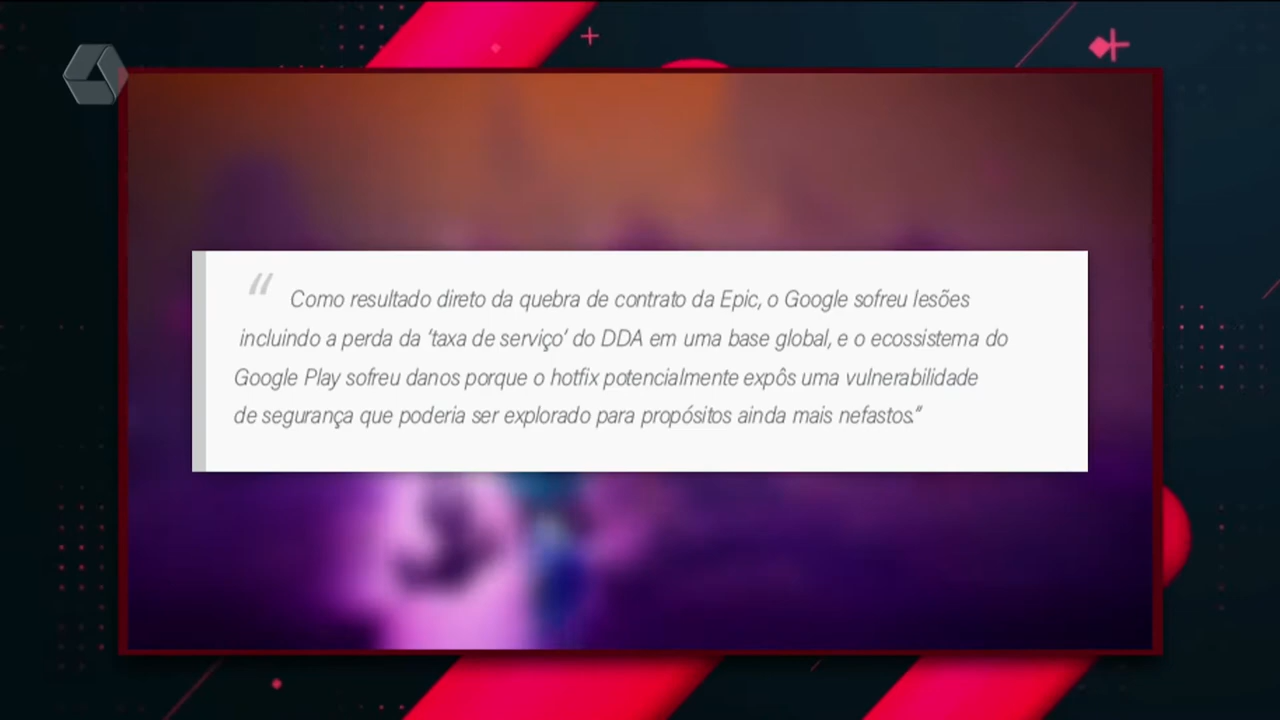 “ Como resultado direto da quebra de contrato da Epic, o Google sofreu lesões
incluindo a perda da ‘taxa de serviço’ do DDA em uma base global, e o ecossistema do
Google Play sofreu danos porque o hotfix potencialmente expôs uma vulnerabilidade
de segurança que poderia ser explorado para propósitos ainda mais nefastos.”